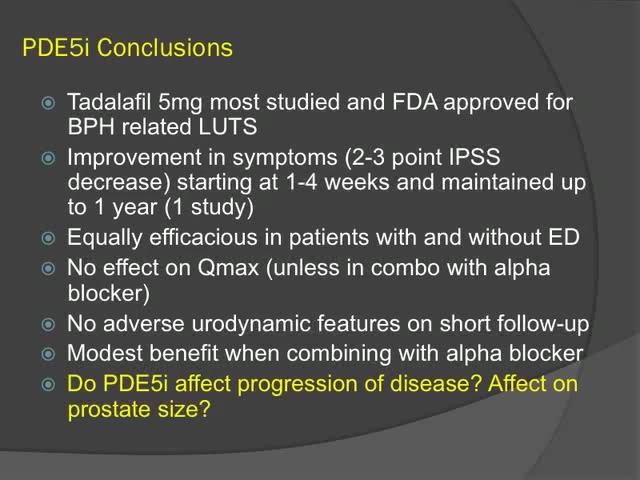 PDE5i Conclusions
Tadalafil 5mg most studied and FDA approved for
BPH related LUTS
Improvement in symptoms (2-3 point IPSS
decrease) starting at 1-4 weeks and maintained up
to 1 year (1 study)
Equally efficacious in patients with and without ED
No effect on Qmax (unless in combo with alpha
blocker)
No adverse urodynamic features on short follow-up
Modest benefit when combining with alpha blocker
Do PDE5i affect progression of disease? Affect on
prostate size?